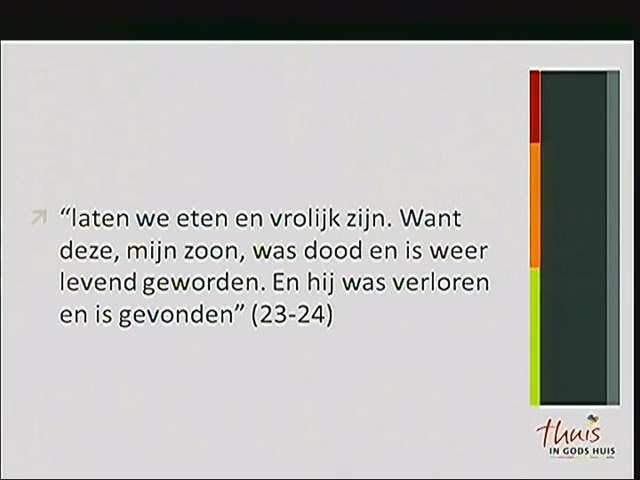 “laten we eten en vrolijk zijn. Want
deze, mijn zoon, was dood en is weer
levend geworden. En hij was verloren
en is gevonden” (23-24)
thuis
IN GODS HUIS